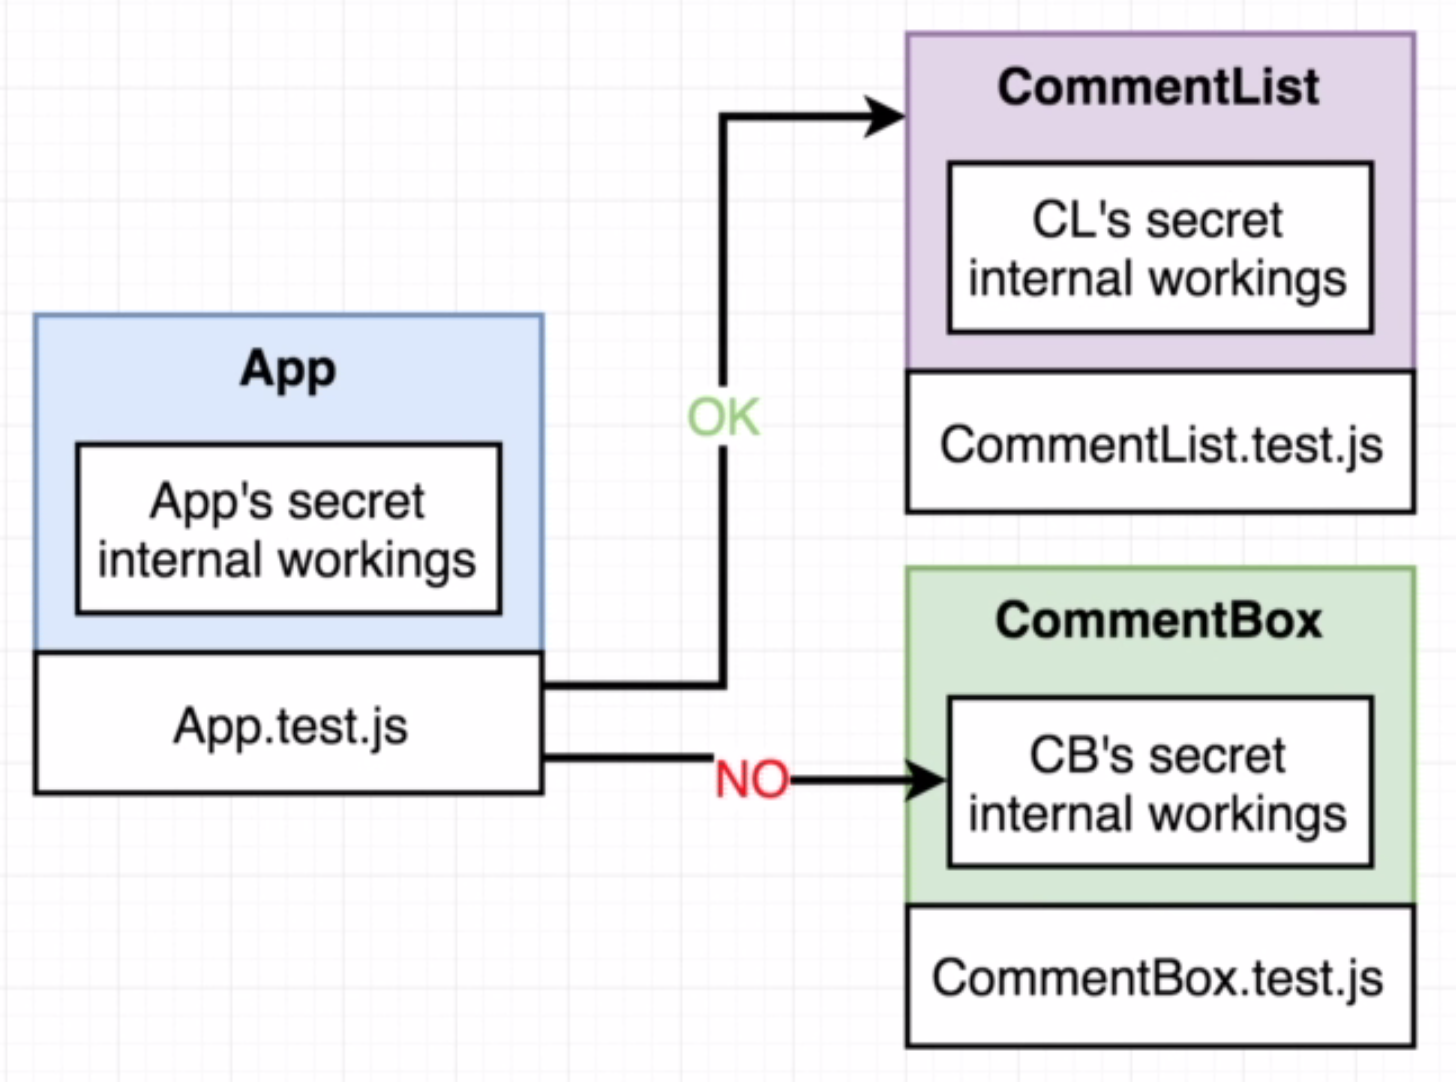 App
App's secret
internal workings
App.test.js
OK
NO
CommentList
CL's secret
internal workings
CommentList.test.js
CommentBox
CB's secret
internal workings
CommentBox.test.js